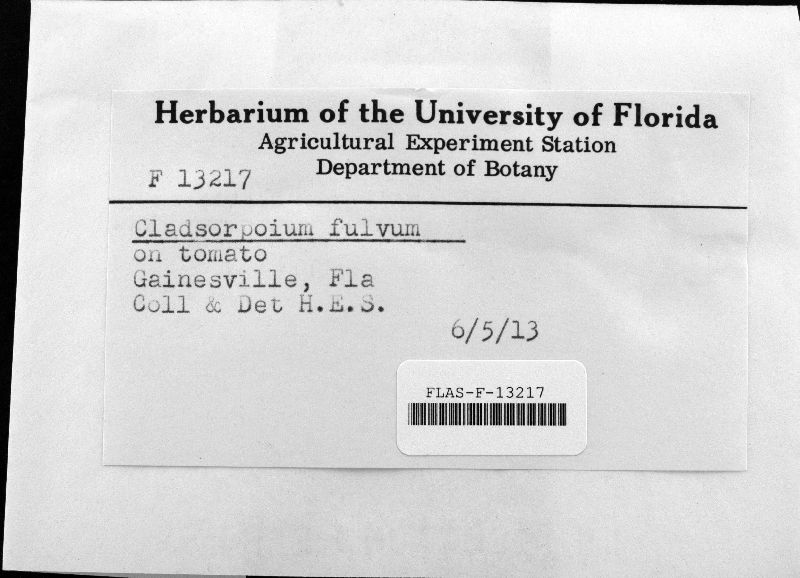 Herbarium of the University of Florida
Agricultural Experiment Station
Department of Botany
F 13217
Cladsorpoium fulvum
on tomato
Gainesville, Fla
Coll & Det H.E.S.
6/5/13
FLAS-F-13217